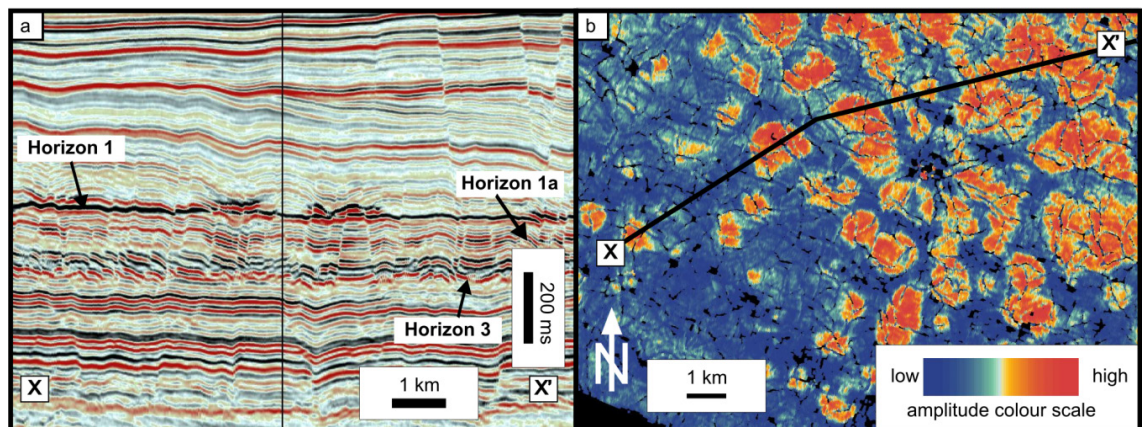 a
Horizon 1
Horizon 1a
200 ms
Horizon 3
X
1 km
X'
b
X'
X
N
1 km
low
high
amplitude colour scale